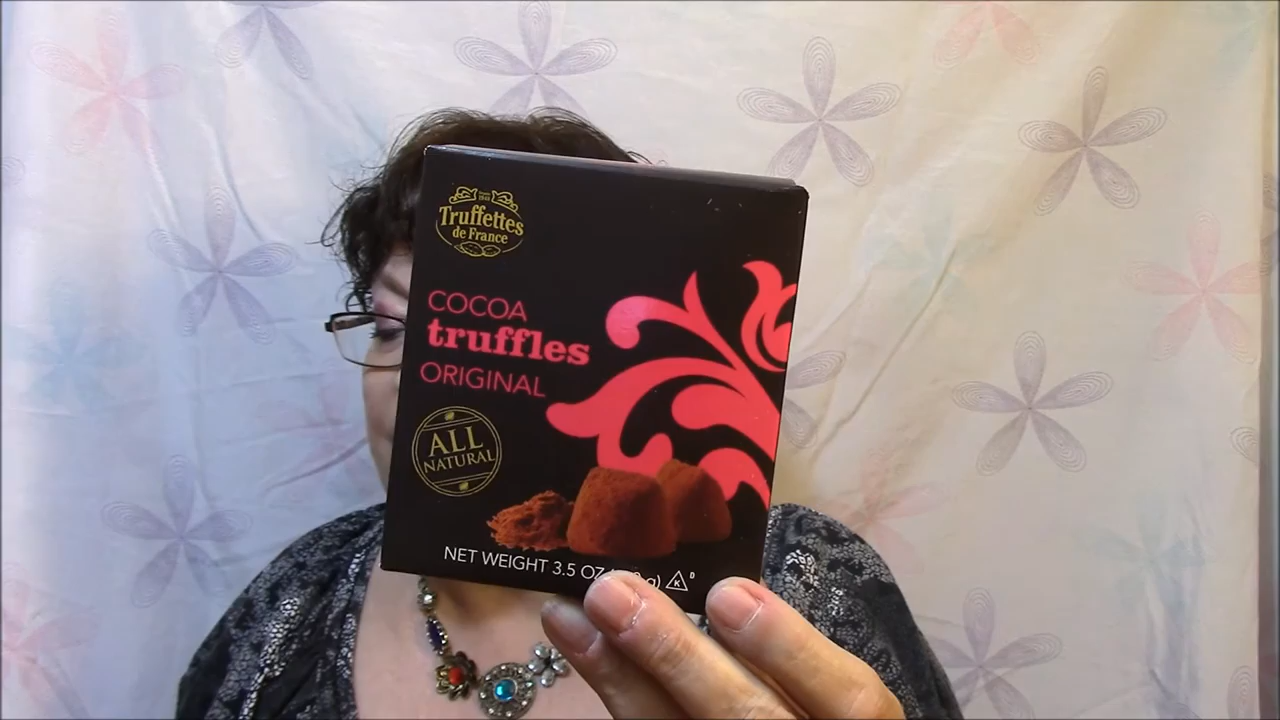 Truffettes
de France
COCOA
truffles
ORIGINAL
ALL
NATURAL
NET WEIGHT 3.5 OZ g)
K
D